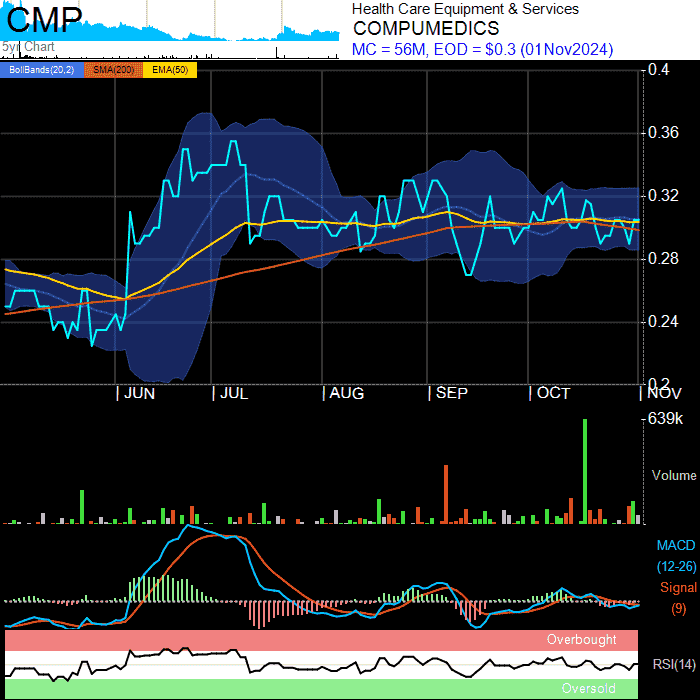 CMP
5yr Chart
Health Care Equipment & Services
COMPUMEDICS
MC = 56M, EOD = $0.3 (01Nov2024)
BollBands(20,2) SMA(200) EMA(50)
0.4
0.36
0.32
0.28
0.24
0.2
JUN JUL AUG SEP OCT NOV
639k
Volume
MACD
(12-26)
Signal
(9)
Overbought
RSI(14)
Oversold